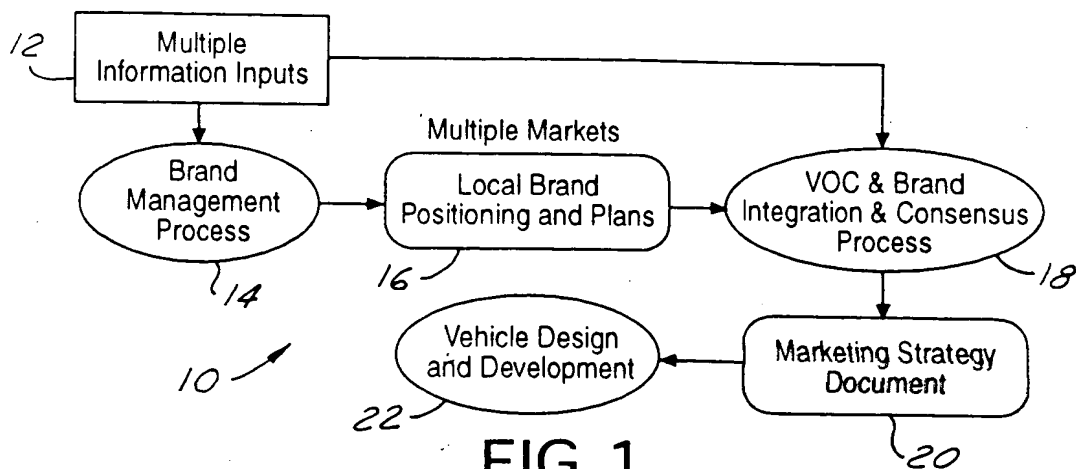 12
Multiple
Information Inputs
Multiple Markets
Brand
Management
Process
14
Local Brand
Positioning and Plans
16
VOC & Brand
Integration & Consensus
Process
18
10
Vehicle Design
and Development
22
Marketing Strategy
Document
20
FIG. 1